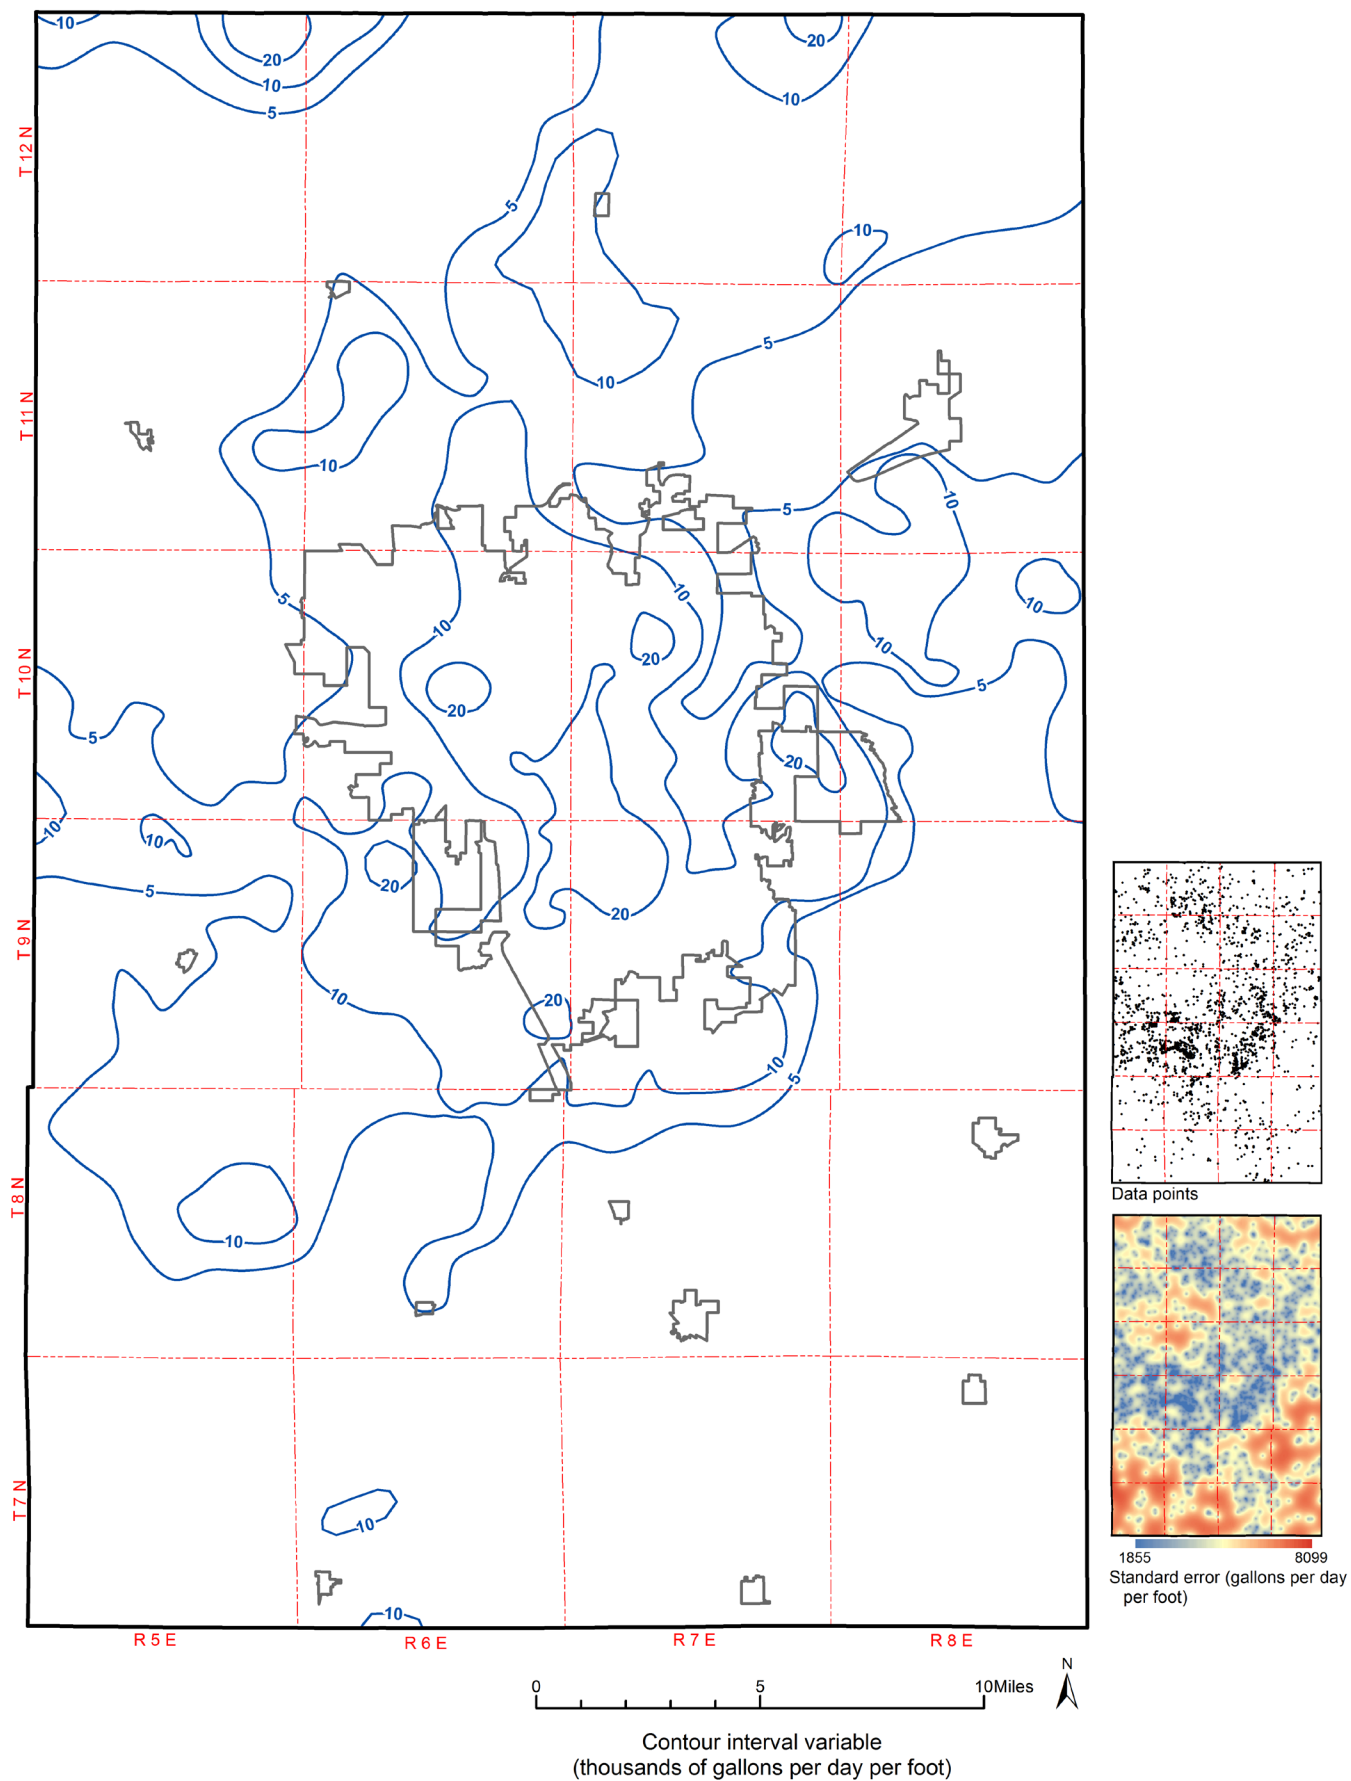 10
20
10
5
20
10
T 12 N
5
10
5
10
T 11 N
10
10
5
5
10
10
10
10
20
T 10 N
5
20
5
20
10
10
5
20
20
T 9 N
10
20
10
5
T 8 N
10
T 7 N
10
10
R 5 E
R 6 E
R 7 E
R 8 E
0
5
10Miles
N
Contour interval variable
(thousands of gallons per day per foot)
Data points
1855
8099
Standard error (gallons per day
per foot)